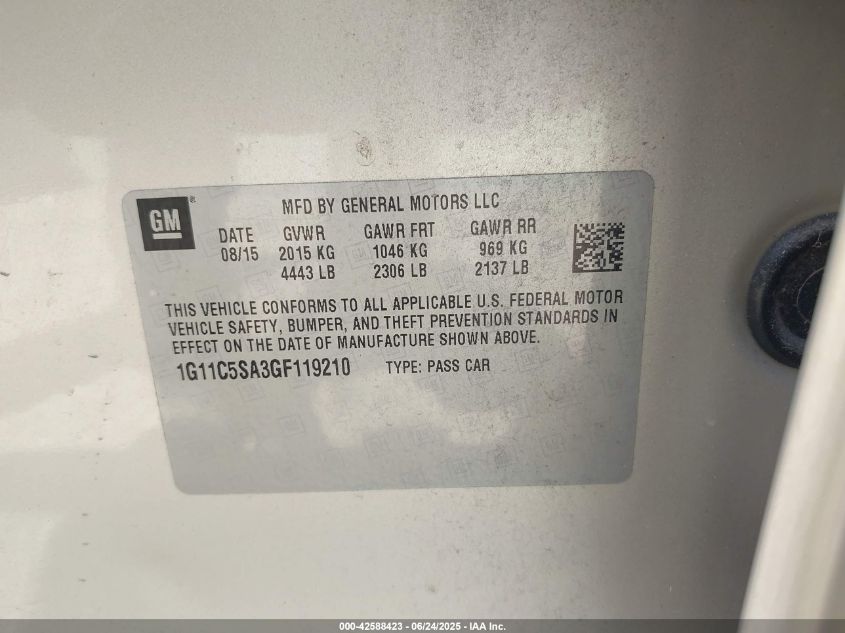 GM
MFD BY GENERAL MOTORS LLC
DATE GVWR GAWR FRT GAWR RR
08/15 2015 KG 1046 KG 969 KG
4443 LB 2306 LB 2137 LB
THIS VEHICLE CONFORMS TO ALL APPLICABLE U.S. FEDERAL MOTOR
VEHICLE SAFETY, BUMPER, AND THEFT PREVENTION STANDARDS IN
EFFECT ON THE DATE OF MANUFACTURE SHOWN ABOVE.
1G11C5SA3GF119210 TYPE: PASS CAR
000-42588423 - 06/24/2025 - IAA Inc.